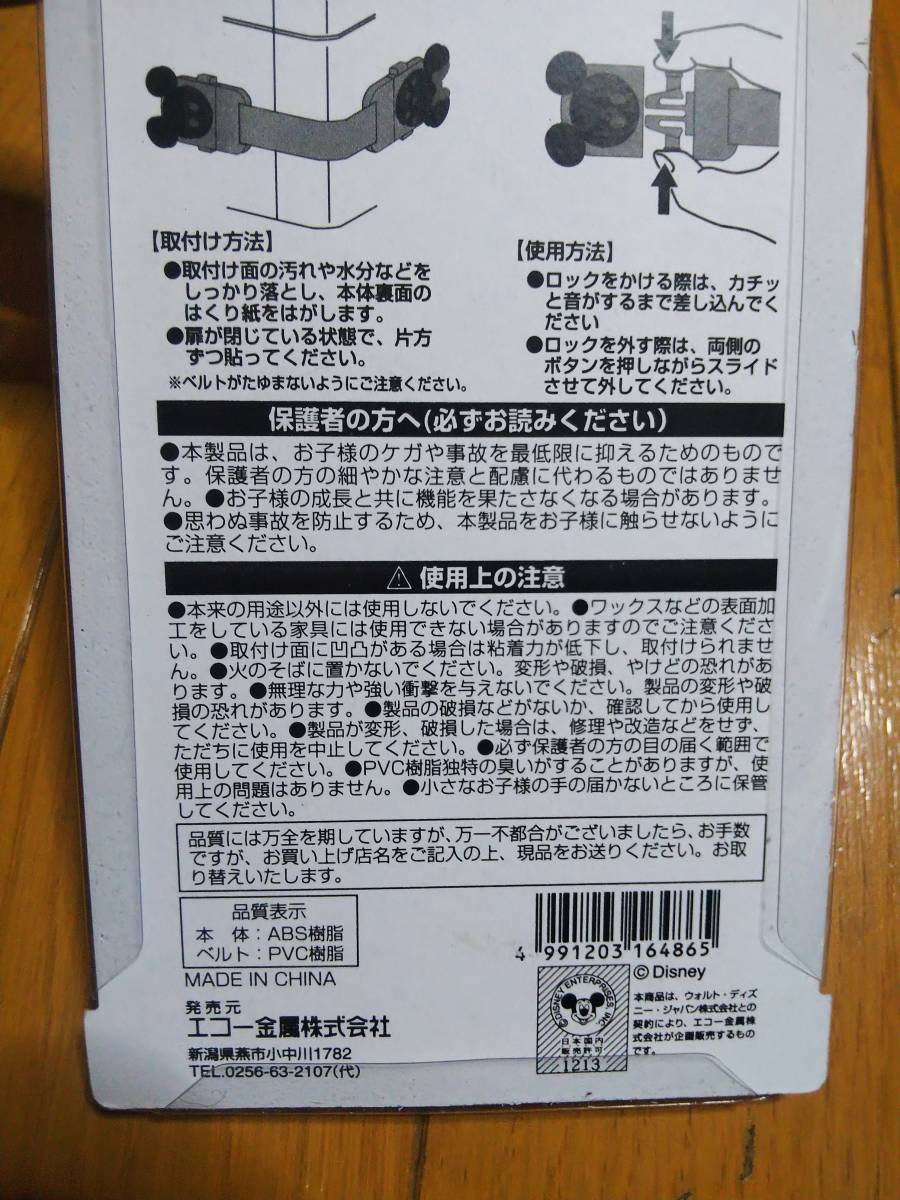 【取付け方法】
●取付け面の汚れや水分などを
しっかり落とし、本体裏面の
はくり紙をはがします。
●扉が閉じている状態で、片方
ずつ貼ってください。
※ベルトがたゆまないようにご注意ください。
【使用方法】
●ロックをかける際は、カチッ
と音がするまで差し込んでく
ださい
●ロックを外す際は、両側の
ボタンを押しながらスライド
させて外してください。
保護者の方へ(必ずお読みください)
●本製品は、お子様のケガや事故を最低限に抑えるためのもので
す。保護者の方の細やかな注意と配慮に代わるものではありませ
ん。●お子様の成長と共に機能を果たさなくなる場合があります。
●思わぬ事故を防止するため、本製品をお子様に触らせないように
ご注意ください。
⚠ 使用上の注意
●本来の用途以外には使用しないでください。●ワックスなどの表面加
工をしている家具には使用できない場合がありますのでご注意くださ
い。●取付け面に凹凸がある場合は粘着力が低下し、取付けられませ
ん。●火のそばに置かないでください。変形や破損、やけどの恐れがあ
ります。●無理な力や強い衝撃を与えないでください。製品の変形や破
損の恐れがあります。●製品の破損などがないか、確認してから使用し
てください。●製品が変形、破損した場合は、修理や改造などをせず、
ただちに使用を中止してください。●必ず保護者の方の目の届く範囲で
使用してください。●PVC樹脂独特の臭いがすることがありますが、使
用上の問題はありません。●小さなお子様の手の届かないところに保管
してください。
品質には万全を期していますが、万一不都合がございましたら、お手数
ですが、お買い上げ店名をご記入の上、現品をお送りください。お取
り替えいたします。
品質表示
本 体：ABS樹脂
ベルト：PVC樹脂
MADE IN CHINA
発売元
エコー金属株式会社
新潟県燕市小中川1782
TEL.0256-63-2107(代)
4 991203 164865
©Disney
©DISNEY ENTERPRISES, INC.
日本国内
販売許可
1213
本商品は、ウォルト・ディズ
ニー・ジャパン株式会社との
契約により、エコー金属株
式会社が企画販売するもの
です。